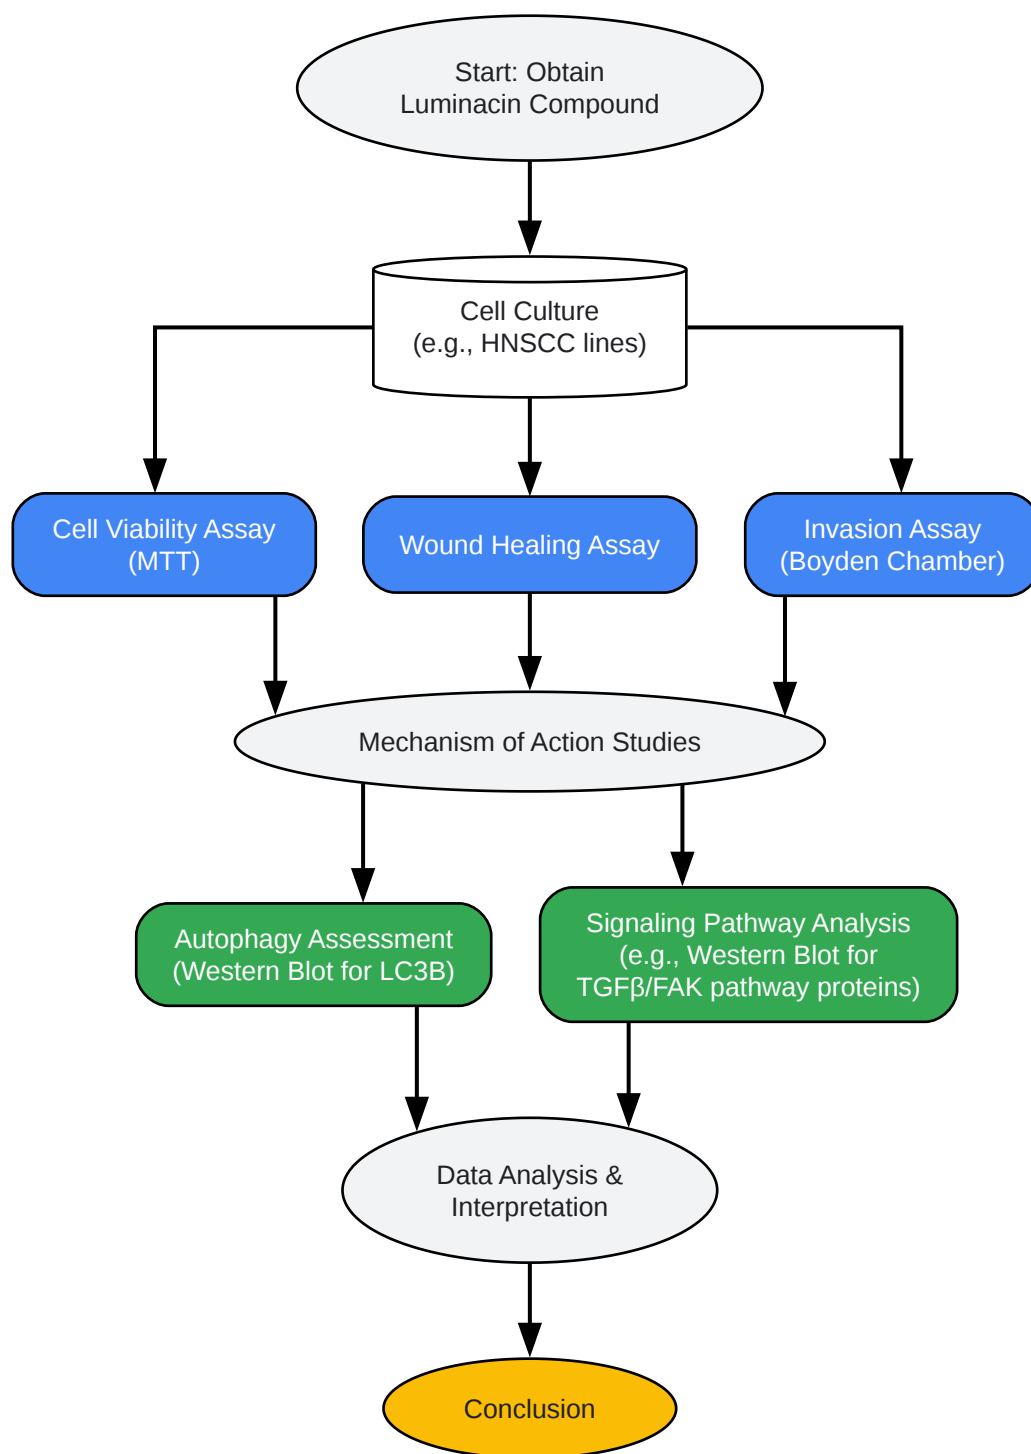 Start: Obtain
Luminacin Compound
Cell Culture
(e.g., HNSCC lines)
Cell Viability Assay
(MTT)
Wound Healing Assay
Invasion Assay
(Boyden Chamber)
Mechanism of Action Studies
Autophagy Assessment
(Western Blot for LC3B)
Signaling Pathway Analysis
(e.g., Western Blot for
TGFβ/FAK pathway proteins)
Data Analysis &
Interpretation
Conclusion